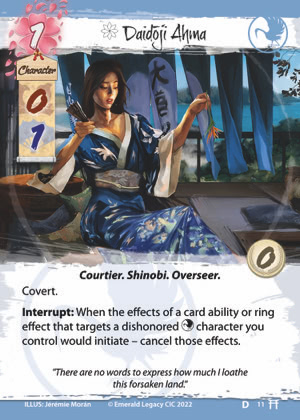 1
Daidoji Ahma
Character
0
1
0
Courtier. Shinobi. Overseer.
Covert.
Interrupt: When the effects of a card ability or ring
effect that targets a dishonored character you
control would initiate – cancel those effects.
"There are no words to express how much I loathe
this forsaken land."
ILLUS: Jérémie Morán © Emerald Legacy CIC 2022 D 11